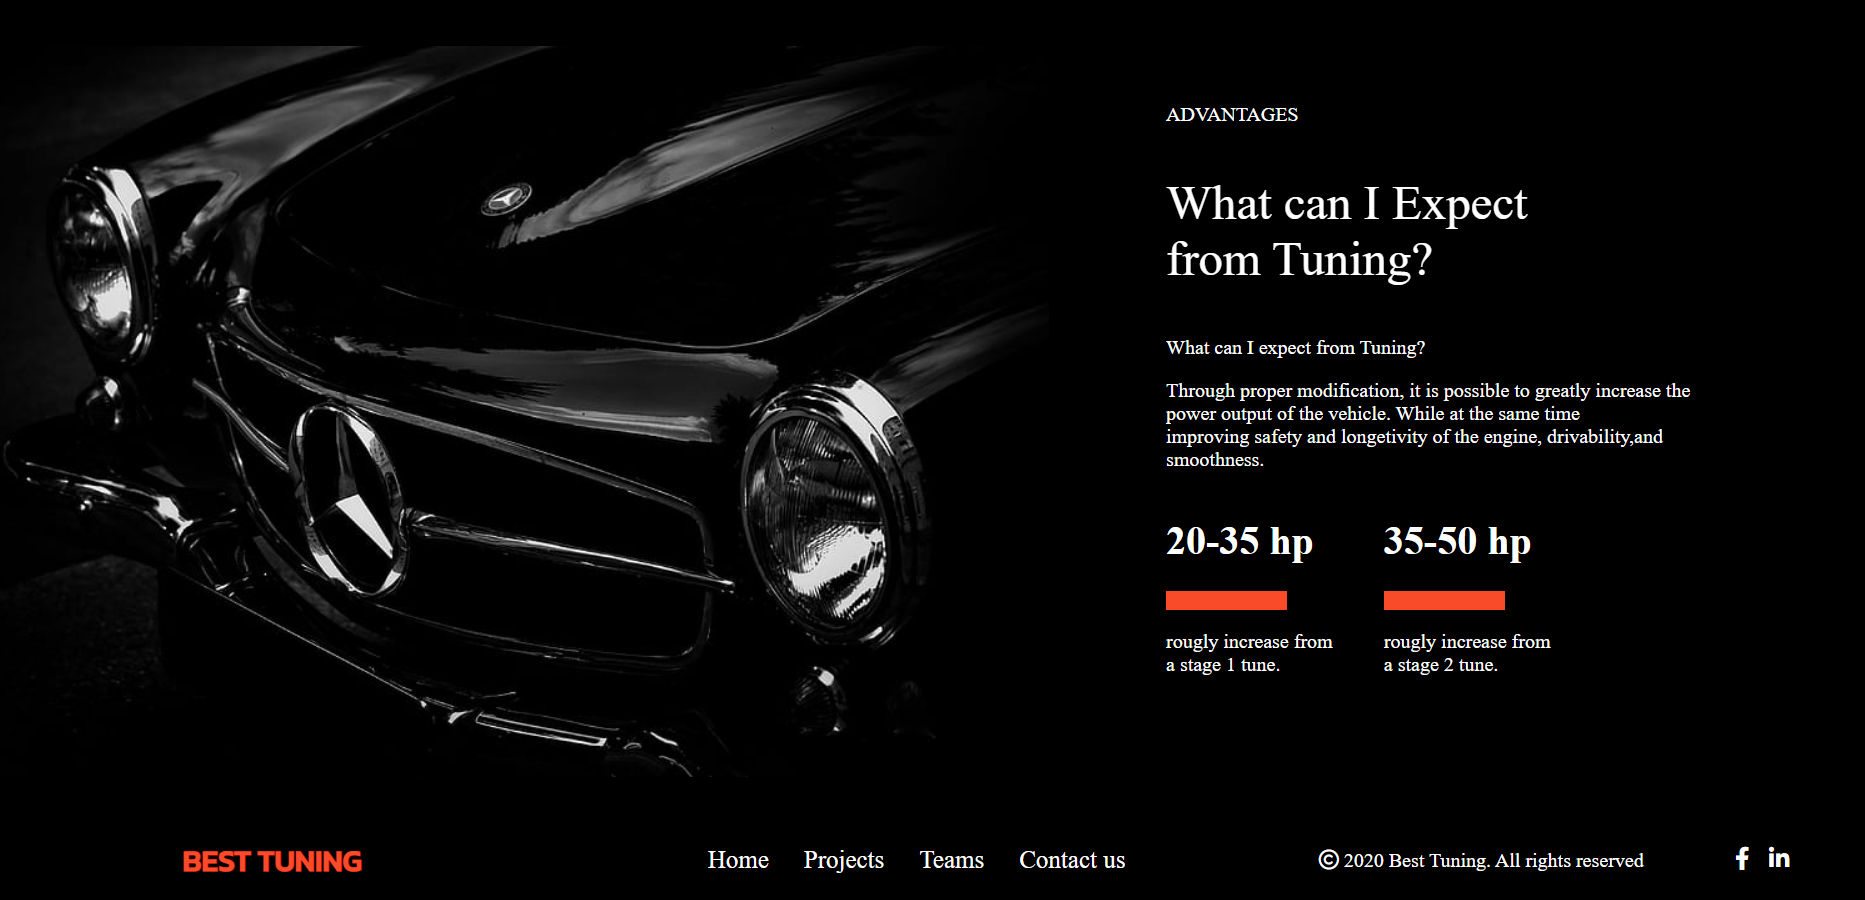 ADVANTAGES
What can I Expect
from Tuning?
What can I expect from Tuning?
Through proper modification, it is possible to greatly increase the
power output of the vehicle. While at the same time
improving safety and longetivity of the engine, drivability,and
smoothness.
20-35 hp
rougly increase from
a stage 1 tune.
35-50 hp
rougly increase from
a stage 2 tune.
BEST TUNING
Home Projects Teams Contact us
© 2020 Best Tuning. All rights reserved
f in